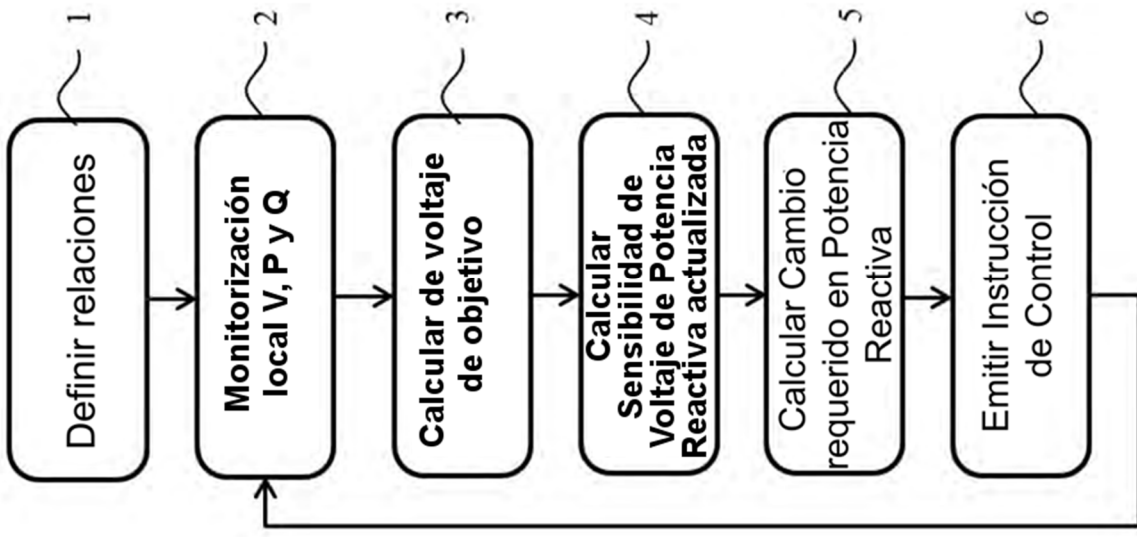 1
Definir relaciones
2
Monitorización
local V, P y Q
3
Calcular de voltaje
de objetivo
4
Calcular
Sensibilidad de
Voltaje de Potencia
Reactiva actualizada
5
Calcular Cambio
requerido en Potencia
Reactiva
6
Emitir Instrucción
de Control